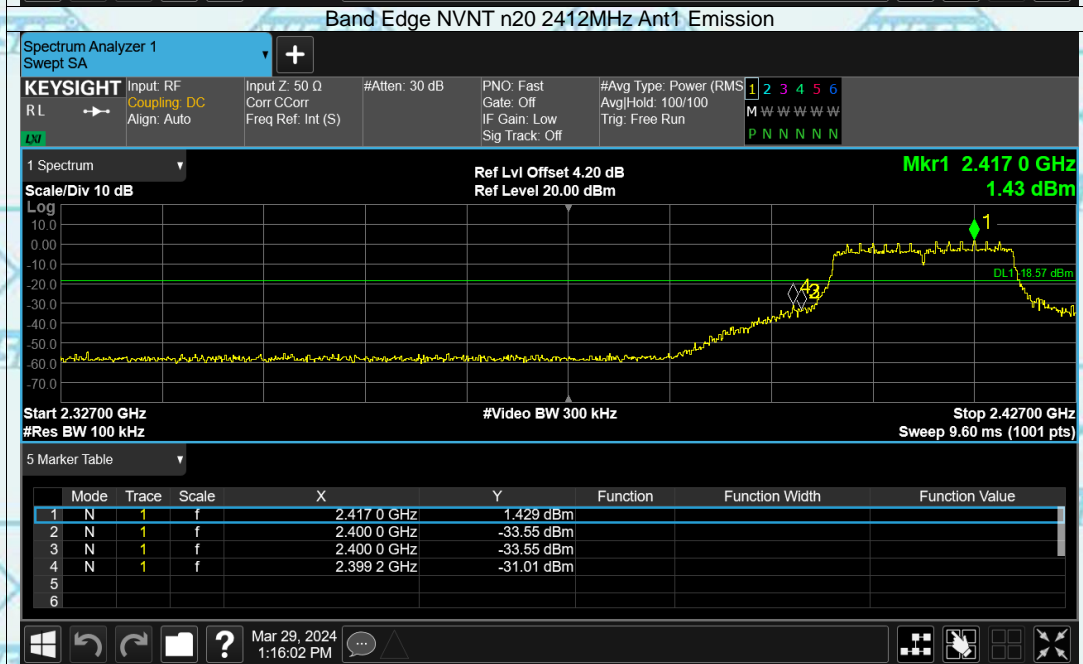 Band Edge NVNT n20 2412MHz Ant1 Emission
Spectrum Analyzer 1
Swept SA
+
KEYSIGHT Input: RF Input Z: 50 Ω #Atten: 30 dB PNO: Fast #Avg Type: Power (RMS 1 2 3 4 5 6
R L Coupling: DC Corr CCorr Gate: Off Avg|Hold: 100/100 M W W W W W
Align: Auto Freq Ref: Int (S) IF Gain: Low Trig: Free Run
LXI Sig Track: Off P N N N N N
1 Spectrum
Ref Lvl Offset 4.20 dB Mkr1 2.417 0 GHz
Scale/Div 10 dB Ref Level 20.00 dBm 1.43 dBm
Log
10.0
1
0.00
-10.0
DL1 -18.57 dBm
-20.0
4 2
-30.0
-40.0
-50.0
-60.0
-70.0
Start 2.32700 GHz #Video BW 300 kHz Stop 2.42700 GHz
#Res BW 100 kHz Sweep 9.60 ms (1001 pts)
5 Marker Table
Mode Trace Scale X Y Function Function Width Function Value
1 N 1 f 2.417 0 GHz 1.429 dBm
2 N 1 f 2.400 0 GHz -33.55 dBm
3 N 1 f 2.400 0 GHz -33.55 dBm
4 N 1 f 2.399 2 GHz -31.01 dBm
5
6
? Mar 29, 2024
1:16:02 PM